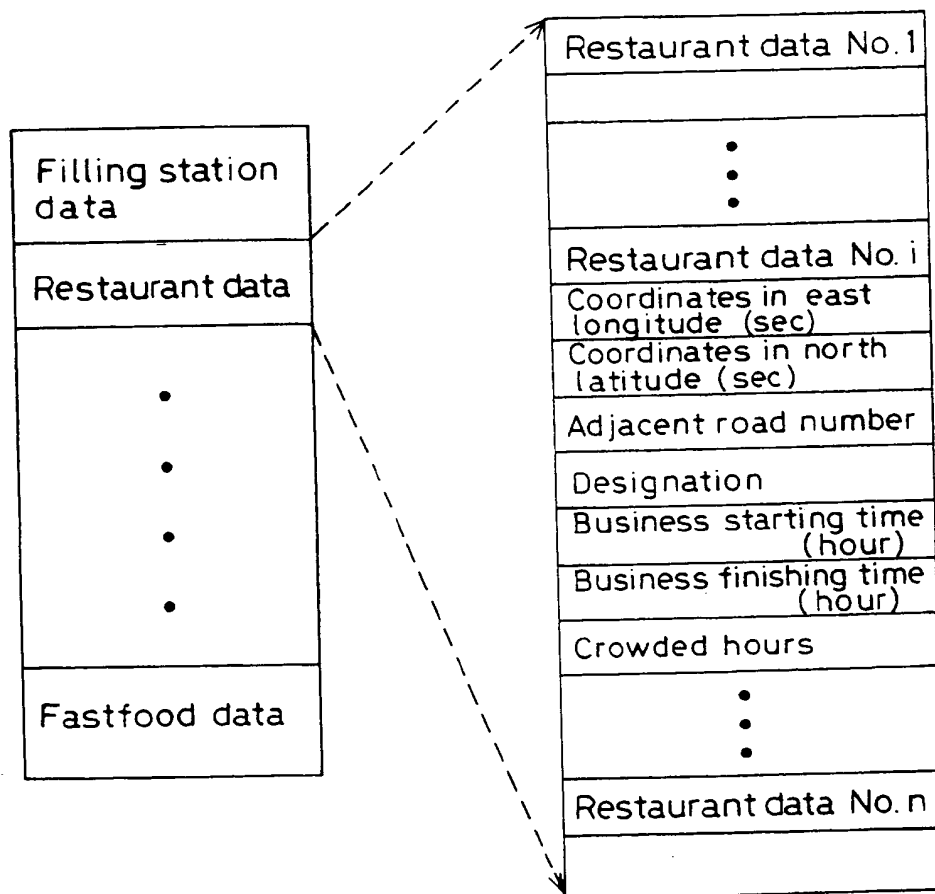 Filling station
data
Restaurant data
Fastfood data
Restaurant data No. 1
Restaurant data No. i
Coordinates in east
longitude (sec)
Coordinates in north
latitude (sec)
Adjacent road number
Designation
Business starting time
(hour)
Business finishing time
(hour)
Crowded hours
Restaurant data No. n